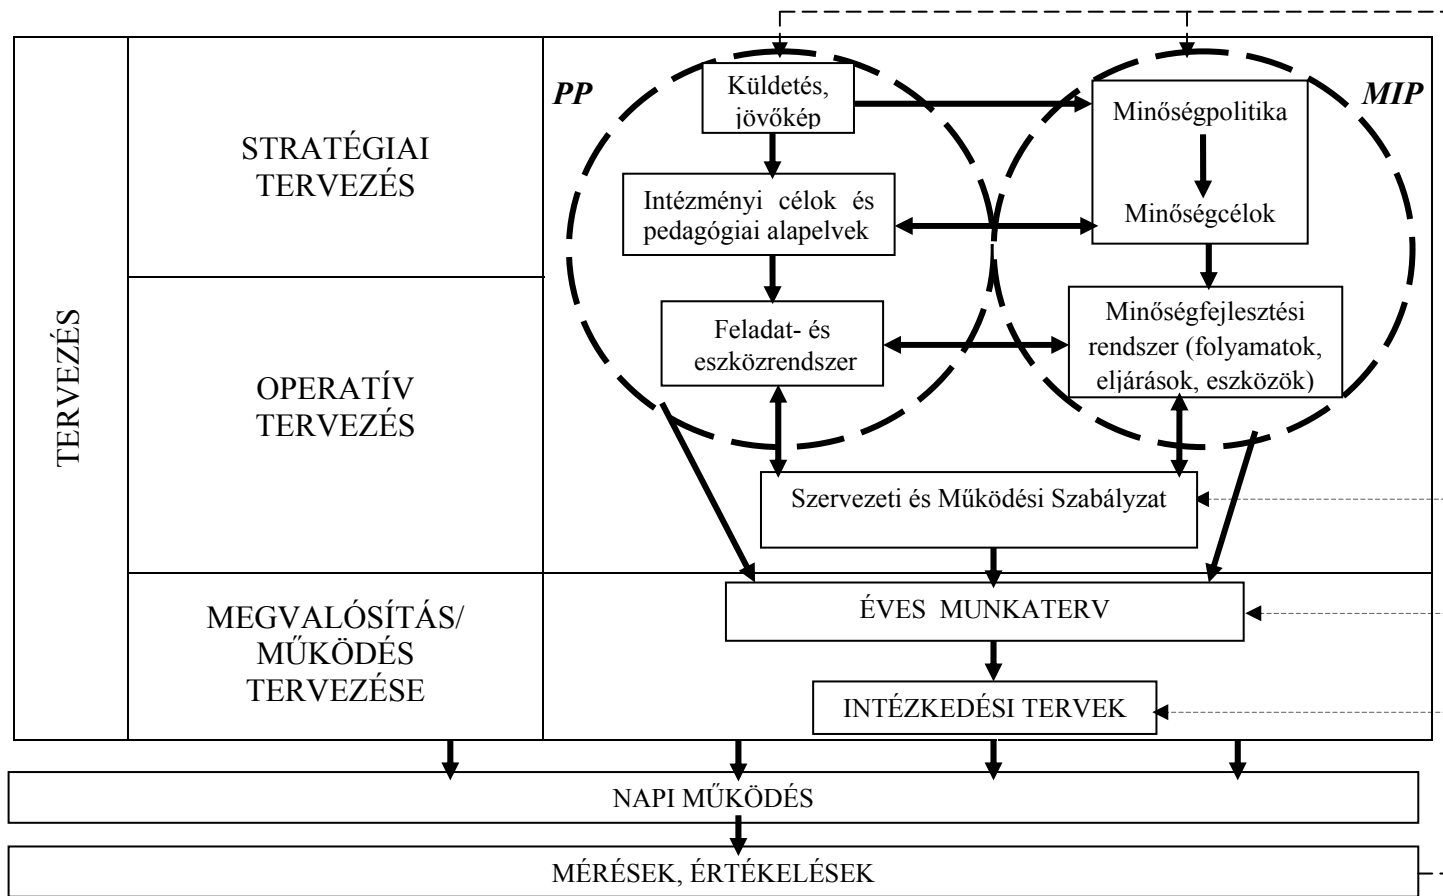 TERVEZÉS
STRATÉGIAI
TERVEZÉS
PP
Küldetés,
jövőkép
Intézményi célok és
pedagógiai alapelvek
MIP
Minőségpolitika
Minőségcélok
OPERATÍV
TERVEZÉS
Feladat- és
eszközrendszer
Minőségfejlesztési
rendszer (folyamatok,
eljárások, eszközök)
Szervezeti és Működési Szabályzat
MEGVALÓSÍTÁS/
MŰKÖDÉS
TERVEZÉSE
ÉVES MUNKATERV
INTÉZKEDÉSI TERVEK
NAPI MŰKÖDÉS
MÉRÉSEK, ÉRTÉKELÉSEK